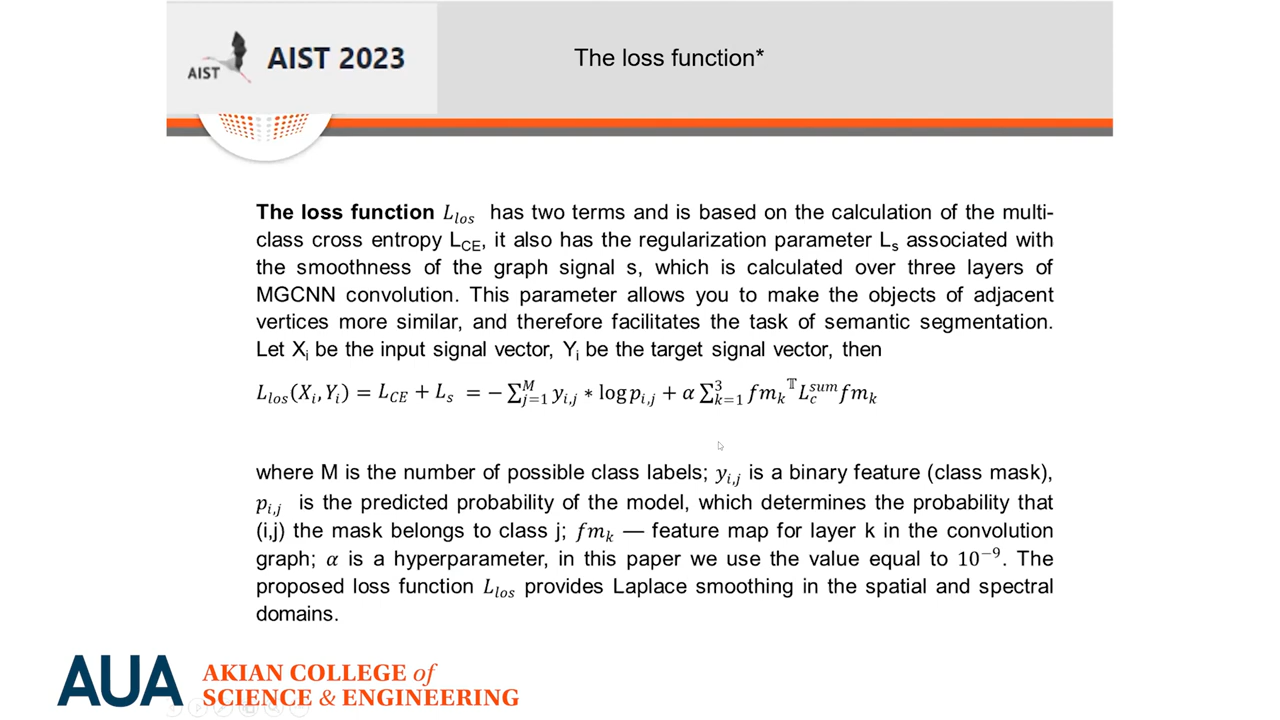 AIST
AIST 2023
The loss function*
The loss function L_los has two terms and is based on the calculation of the multi-
class cross entropy L_CE, it also has the regularization parameter L_s associated with
the smoothness of the graph signal s, which is calculated over three layers of
MGCNN convolution. This parameter allows you to make the objects of adjacent
vertices more similar, and therefore facilitates the task of semantic segmentation.
Let X_i be the input signal vector, Y_i be the target signal vector, then
L_los(X_i, Y_i) = L_CE + L_s = − ∑_{j=1}^{M} y_{i,j} ∗ log p_{i,j} + α ∑_{k=1}^{3} fm_k^𝕋 L_c^{sum} fm_k
where M is the number of possible class labels; y_{i,j} is a binary feature (class mask),
p_{i,j} is the predicted probability of the model, which determines the probability that
(i,j) the mask belongs to class j; fm_k — feature map for layer k in the convolution
graph; α is a hyperparameter, in this paper we use the value equal to 10^{−9}. The
proposed loss function L_los provides Laplace smoothing in the spatial and spectral
domains.
AUA
AKIAN COLLEGE of
SCIENCE & ENGINEERING